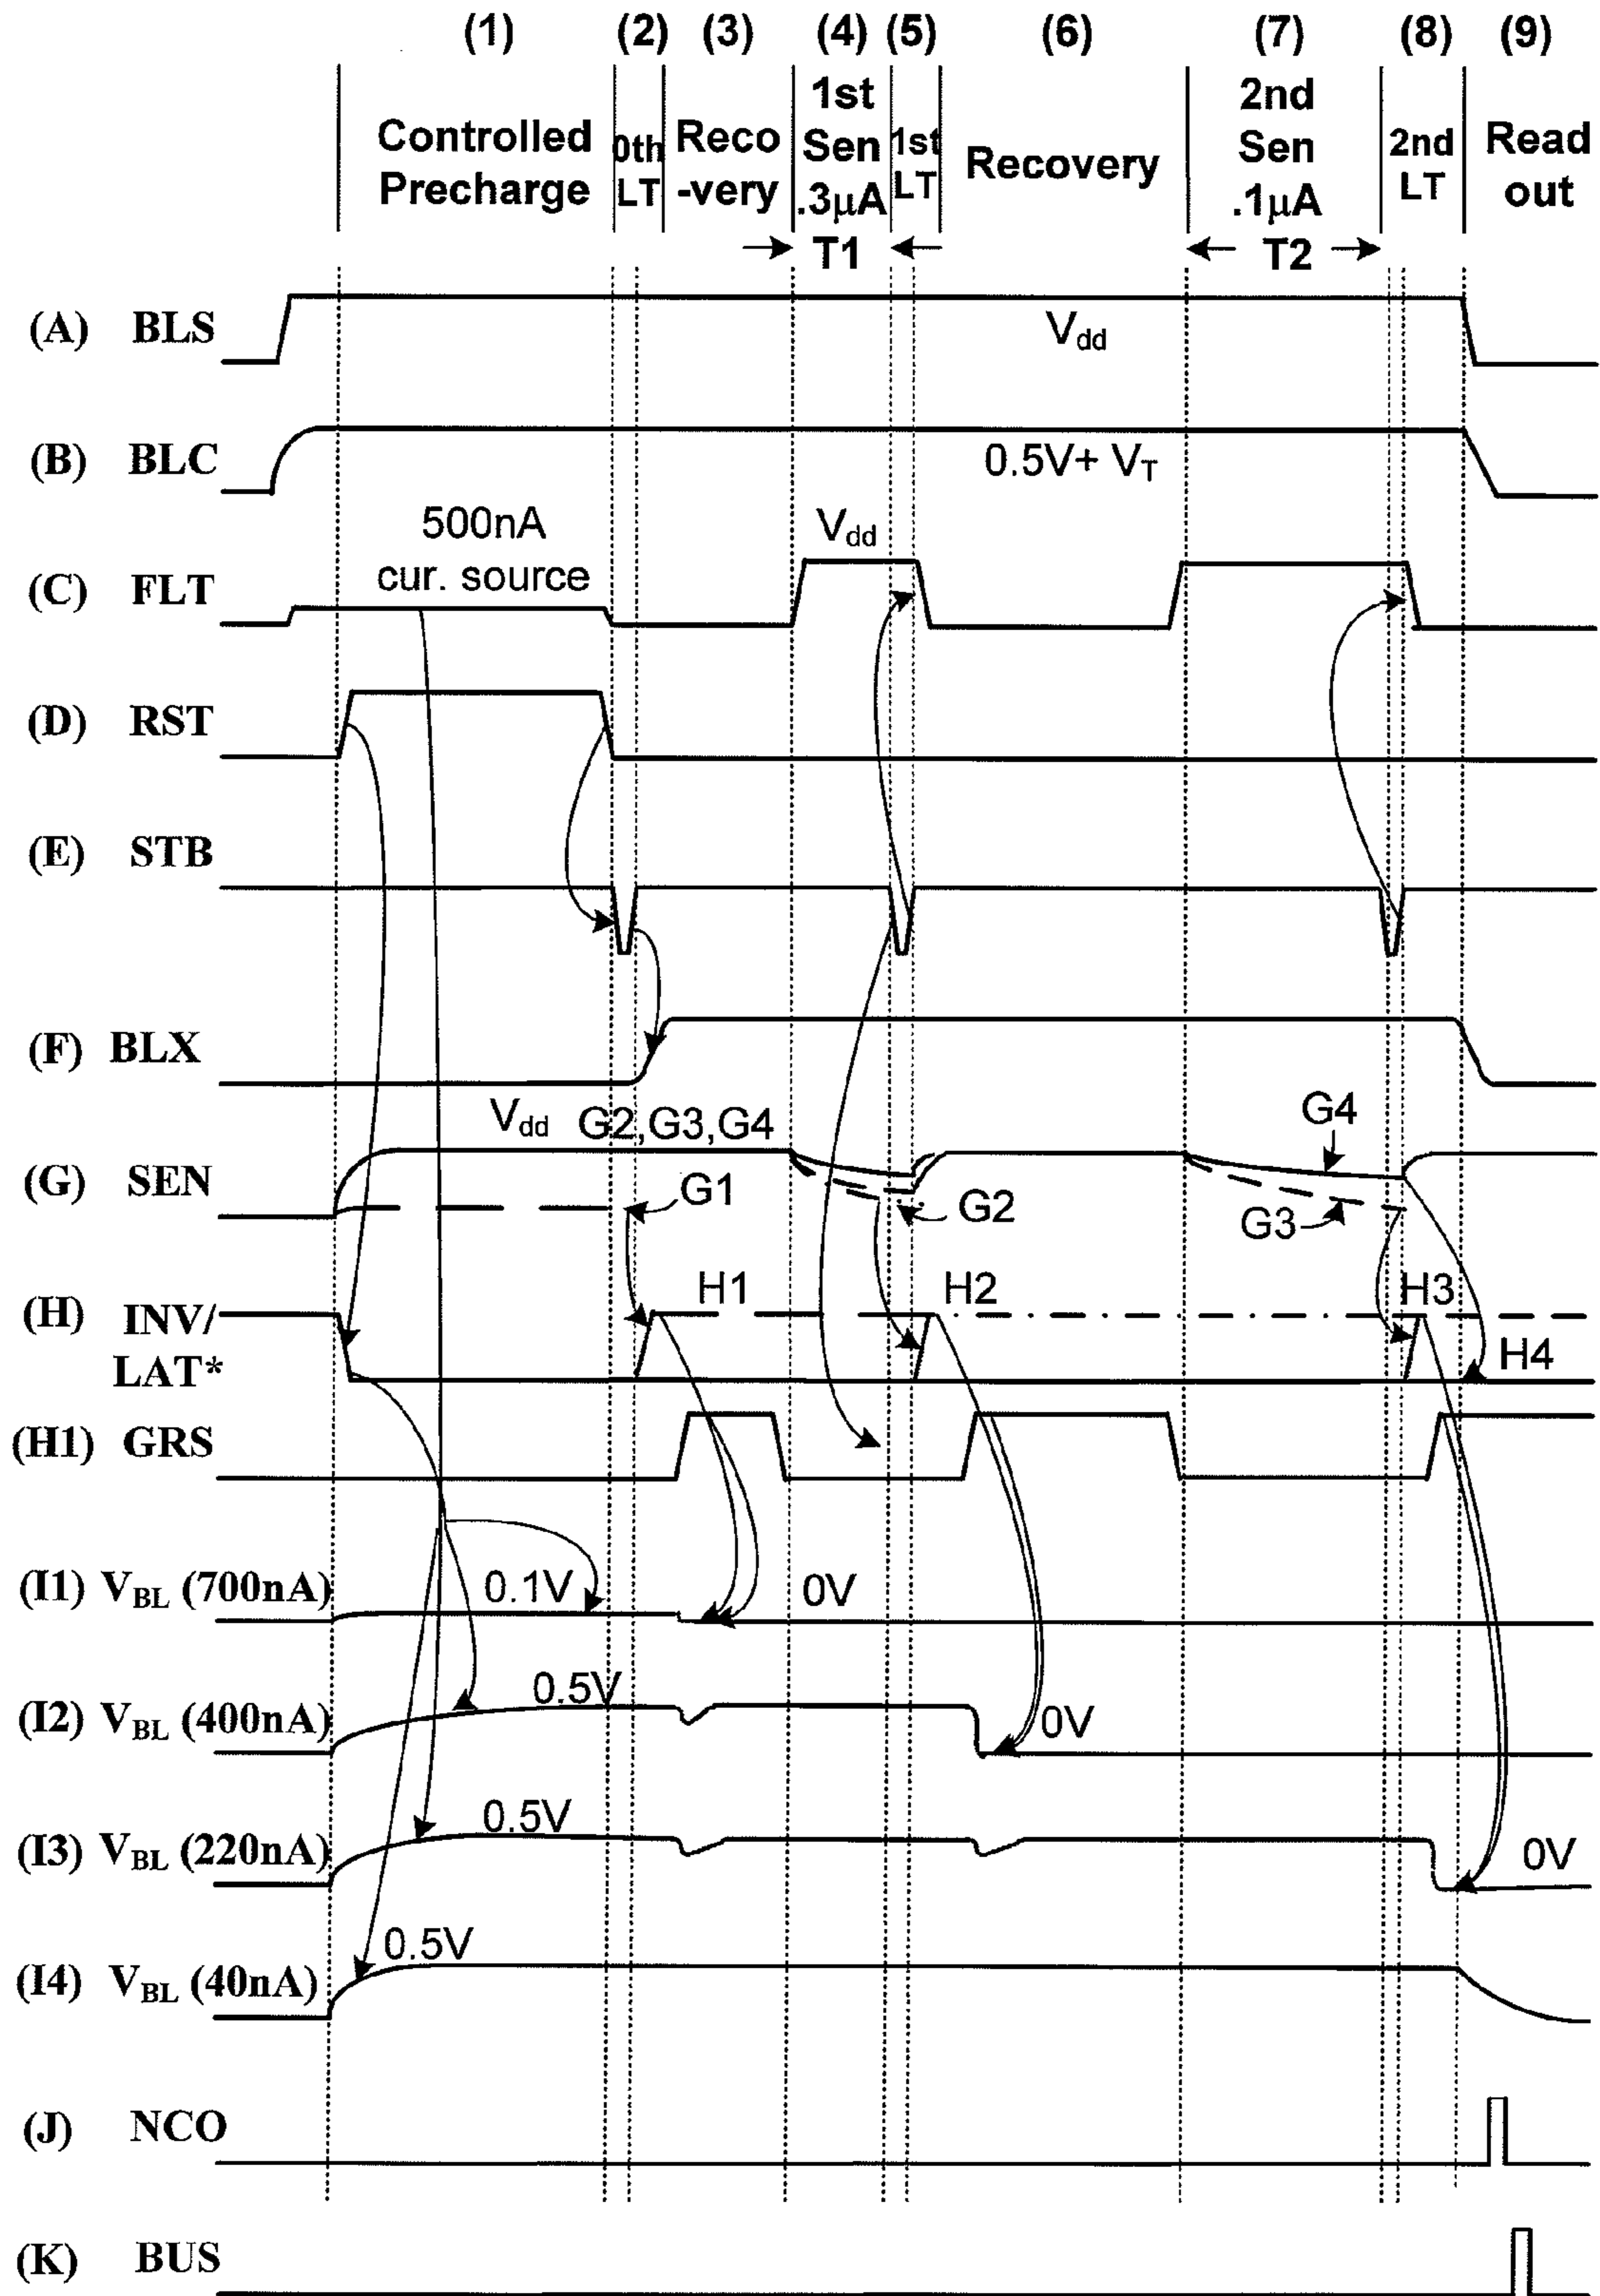 (1) (2) (3) (4) (5) (6) (7) (8) (9)
Controlled
Precharge
0th
LT
Reco
-very
1st
Sen
.3µA
1st
LT
Recovery
2nd
Sen
.1µA
2nd
LT
Read
out
T1
T2
(A) BLS
Vdd
(B) BLC
0.5V+ VT
500nA
cur. source
Vdd
(C) FLT
(D) RST
(E) STB
(F) BLX
Vdd G2,G3,G4
G4
(G) SEN
G1
G2
G3
(H) INV/
LAT*
H1
H2
H3
H4
(H1) GRS
(I1) VBL (700nA)
0.1V
0V
(I2) VBL (400nA)
0.5V
0V
(I3) VBL (220nA)
0.5V
0V
(I4) VBL (40nA)
0.5V
(J) NCO
(K) BUS